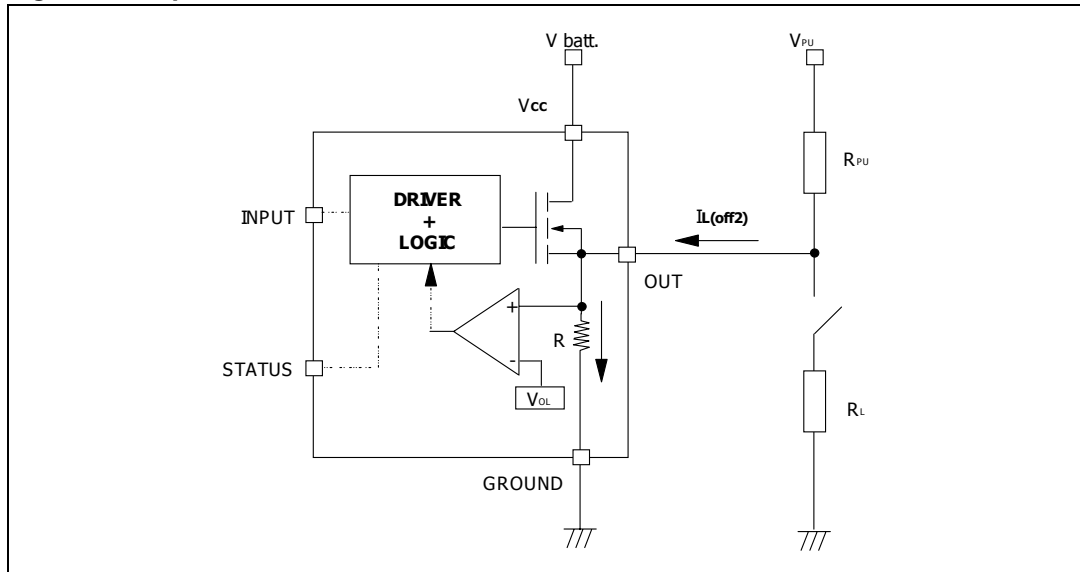 V batt.
VPU
Vcc
RPU
DRIVER
+
LOGIC
INPUT
IL(off2)
OUT
+
R
-
STATUS
VOL
RL
GROUND